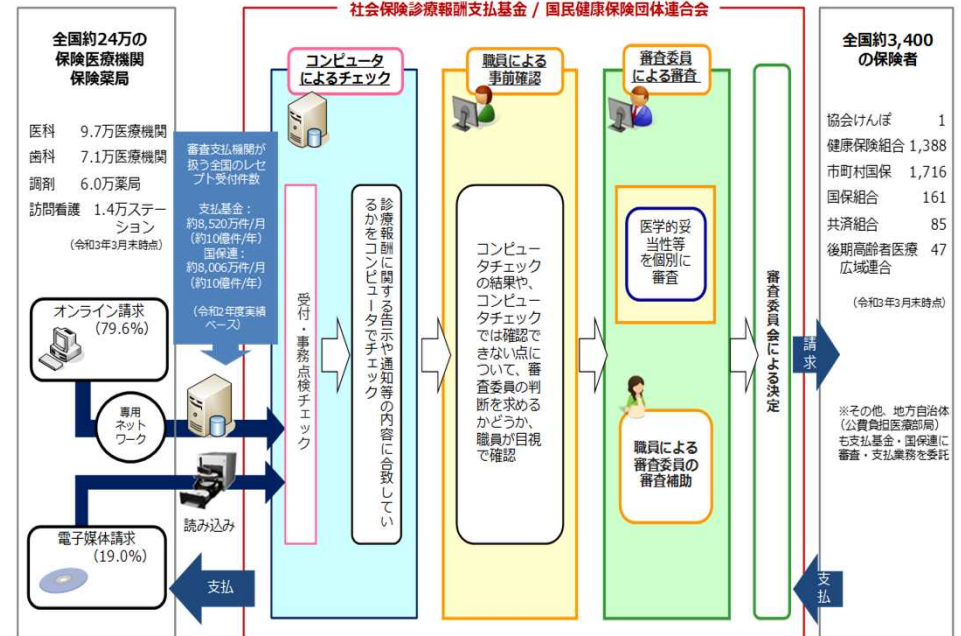 社会保険診療報酬支払基金 / 国民健康保険団体連合会
全国約24万の
保険医療機関
保険薬局
医科 9.7万医療機関
歯科 7.1万医療機関
調剤 6.0万薬局
訪問看護 1.4万ステー
ション
(令和3年3月末時点)
オンライン請求
(79.6%)
専用
ネット
ワーク
電子媒体請求
(19.0%)
審査支払機関が
扱う全国のレセ
プト受付件数
支払基金：
約8,520万件/月
(約10億件/年)
国保連：
約8,006万件/月
(約10億件/年)
(令和2年度実績
ベース)
読み込み
支払
コンピュータ
によるチェック
受付・事務点検チェック
診療報酬に関する告示や通知等の内容に合致してい
るかをコンピュータでチェック
職員による
事前確認
コンピュー
タチェック
の結果や、
コンピュー
タチェック
では確認で
きない点に
ついて、審
査委員の判
断を求める
かどうか、
職員が目視
で確認
審査委員
による審査
医学的妥
当性等
を個別に
審査
職員による
審査委員の
審査補助
審査委員会による決定
請求
支払
全国約3,400
の保険者
協会けんぽ 1
健康保険組合 1,388
市町村国保 1,716
国保組合 161
共済組合 85
後期高齢者医療 47
広域連合
(令和3年3月末時点)
※その他、地方自治体
(公費負担医療部局)
も支払基金・国保連に
審査・支払業務を委託